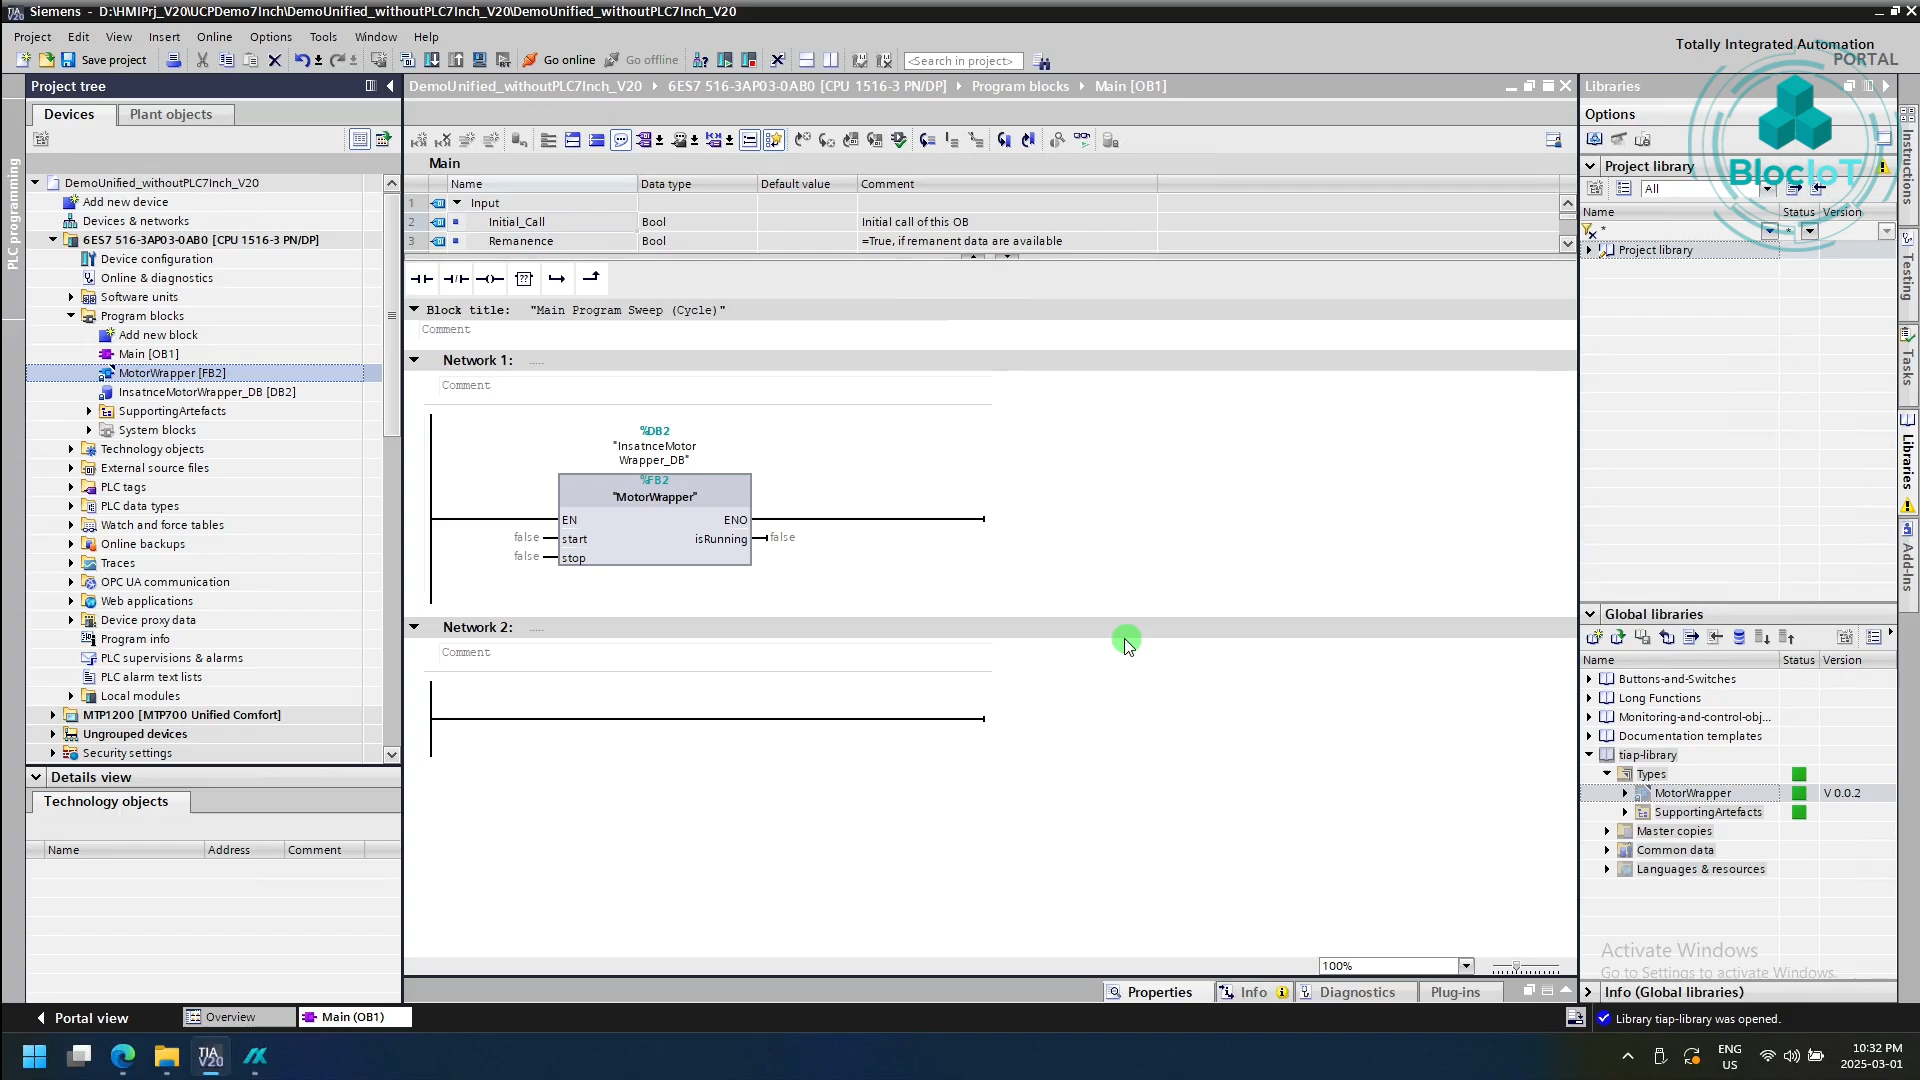 Siemens - D:\HMIPrj_V20\UCPDemo7Inch\DemoUnified_withoutPLC7Inch_V20\DemoUnified_withoutPLC7Inch_V20
Project Edit View Insert Online Options Tools Window Help
Save project
Go online
Go offline
<Search in project>
Totally Integrated Automation
PORTAL
Project tree
DemoUnified_withoutPLC7Inch_V20 6ES7 516-3AP03-0AB0 [CPU 1516-3 PN/DP] Program blocks Main [OB1]
Libraries
Devices
Plant objects
Options
PLC programming
DemoUnified_withoutPLC7Inch_V20
Add new device
Devices & networks
6ES7 516-3AP03-0AB0 [CPU 1516-3 PN/DP]
Device configuration
Online & diagnostics
Software units
Program blocks
Add new block
Main [OB1]
MotorWrapper [FB2]
InsatnceMotorWrapper_DB [DB2]
SupportingArtefacts
System blocks
Technology objects
External source files
PLC tags
PLC data types
Watch and force tables
Online backups
Traces
OPC UA communication
Web applications
Device proxy data
Program info
PLC supervisions & alarms
PLC alarm text lists
Local modules
MTP1200 [MTP700 Unified Comfort]
Ungrouped devices
Security settings
Details view
Technology objects
Name Address Comment
Main
Name Data type Default value Comment
1 Input
2 Initial_Call Bool Initial call of this OB
3 Remanence Bool =True, if remanent data are available
Block title: "Main Program Sweep (Cycle)"
Comment
Network 1: .....
Comment
%DB2
"InsatnceMotor
Wrapper_DB"
%FB2
"MotorWrapper"
EN ENO
false start isRunning false
false stop
Network 2: .....
Comment
100%
Properties Info Diagnostics Plug-ins
Project library
BlocIoT
All
Name Status Version
* *
Project library
Global libraries
Name Status Version
Buttons-and-Switches
Long Functions
Monitoring-and-control-obj...
Documentation templates
tiap-library
Types
MotorWrapper V 0.0.2
SupportingArtefacts
Master copies
Common data
Languages & resources
Activate Windows
Go to Settings to activate Windows.
Info (Global libraries)
Instructions
Testing
Tasks
Libraries
Add-Ins
Portal view
Overview
Main (OB1)
Library tiap-library was opened.
TIA
V20
ENG
US
10:32 PM
2025-03-01